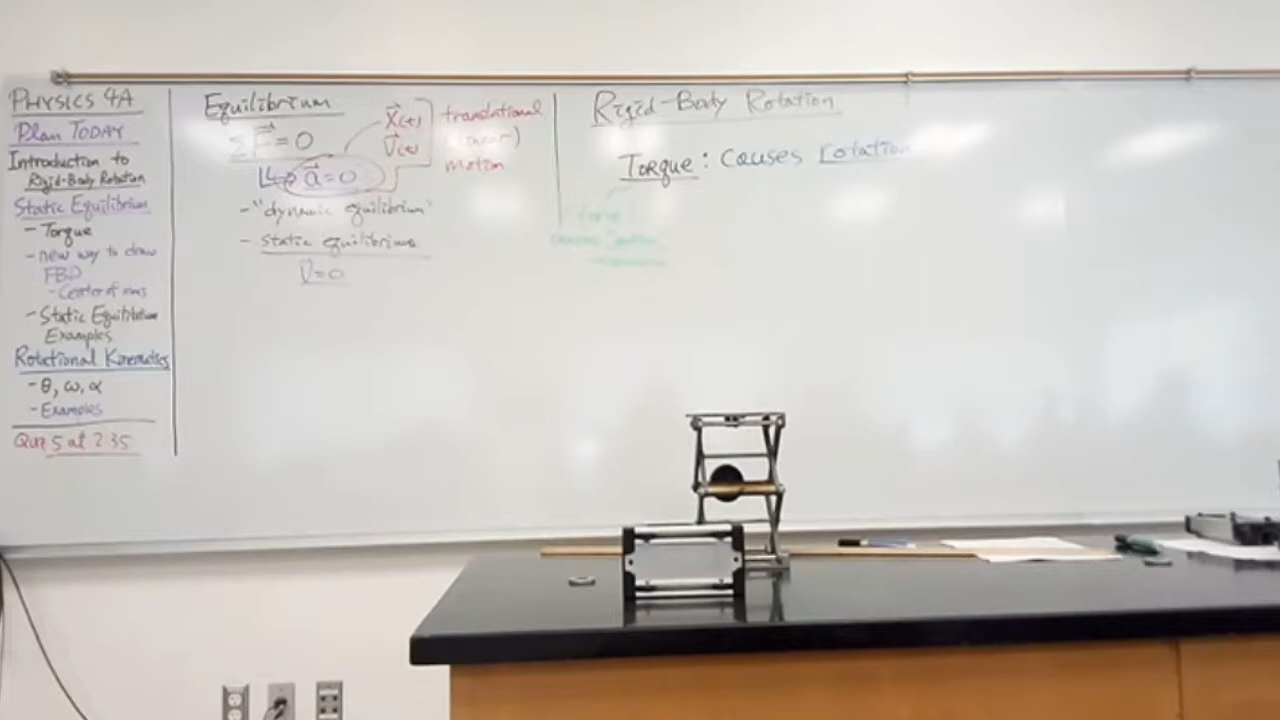 PHYSICS 4A
Plan TODAY
Introduction to
Rigid-Body Rotation
Static Equilibrium
- Torque
- new way to draw
FBD
- Center of mass
- Static Equilibrium
Examples
Rotational Kinematics
- θ, ω, α
- Examples
Quiz 5 at 2:35
Equilibrium
ΣF⃗ = 0
↳ a⃗ = 0
- "dynamic equilibrium"
- static equilibrium
v⃗ = 0
x⃗(t)
v⃗(t)
translational
(linear)
motion
Rigid-Body Rotation
Torque: causes rotation